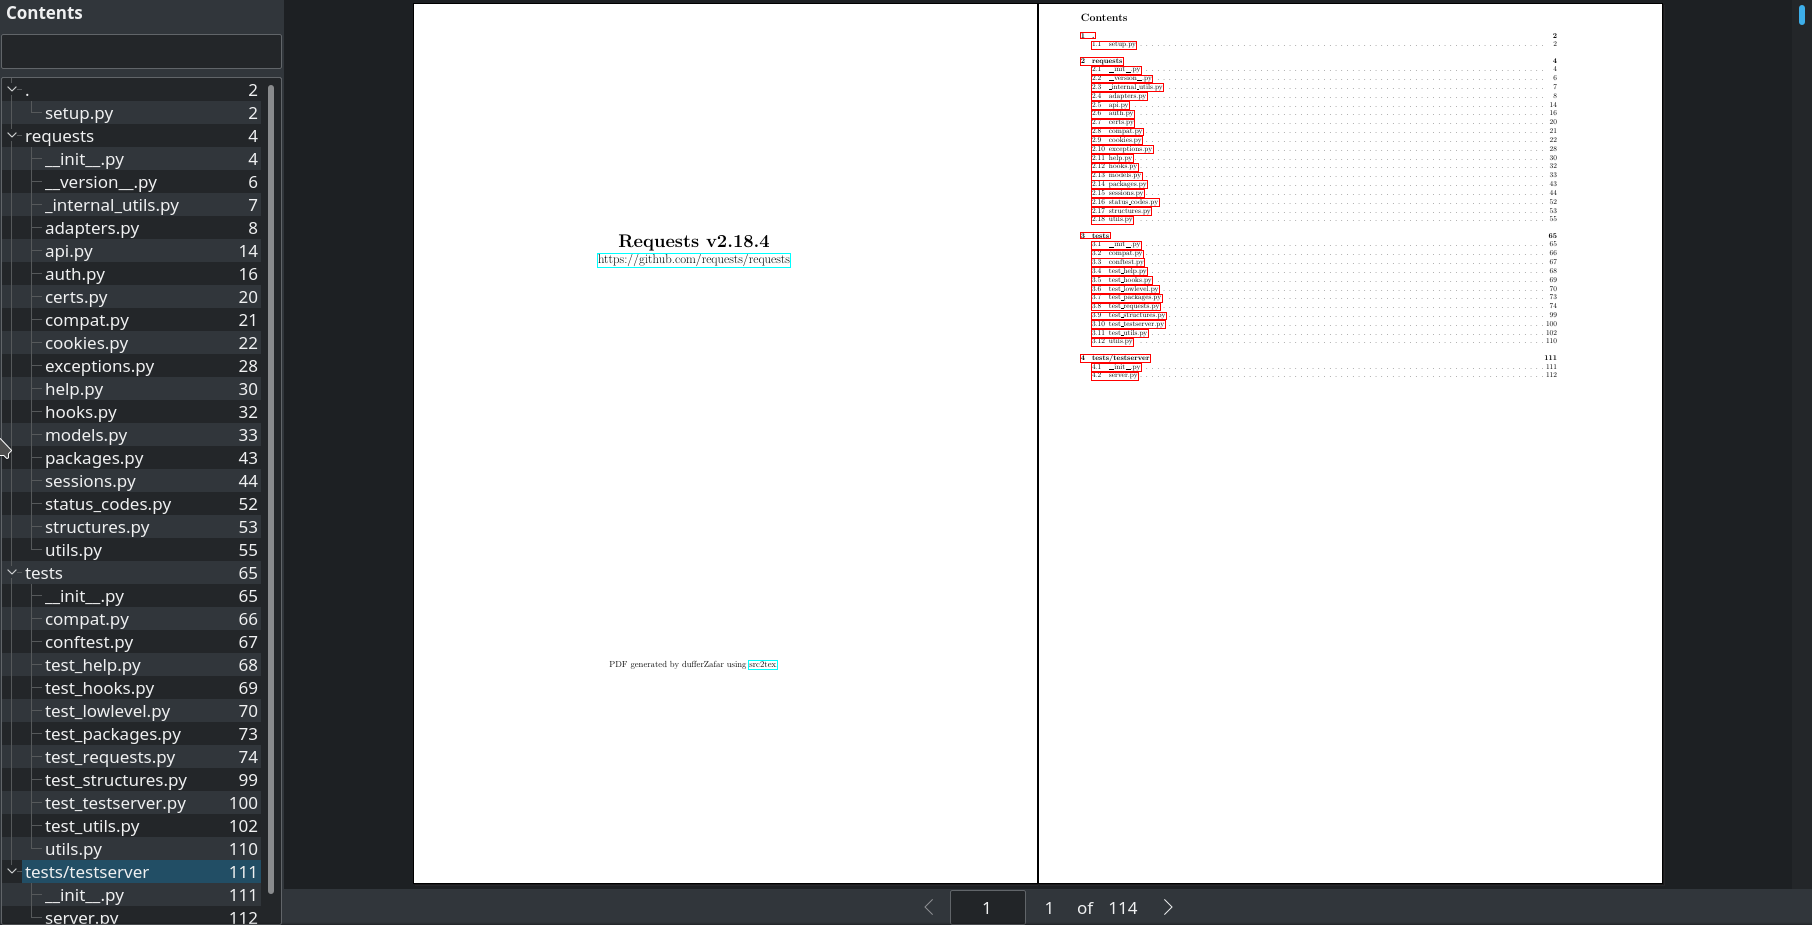 Contents
. 2
setup.py 2
requests 4
__init__.py 4
__version__.py 6
_internal_utils.py 7
adapters.py 8
api.py 14
auth.py 16
certs.py 20
compat.py 21
cookies.py 22
exceptions.py 28
help.py 30
hooks.py 32
models.py 33
packages.py 43
sessions.py 44
status_codes.py 52
structures.py 53
utils.py 55
tests 65
__init__.py 65
compat.py 66
conftest.py 67
test_help.py 68
test_hooks.py 69
test_lowlevel.py 70
test_packages.py 73
test_requests.py 74
test_structures.py 99
test_testserver.py 100
test_utils.py 102
utils.py 110
tests/testserver 111
__init__.py 111
server.py 112
Requests v2.18.4
https://github.com/requests/requests
PDF generated by dufferZafar using src2tex
Contents
1 . 2
1.1 setup.py 2
2 requests 4
2.1 __init__.py 4
2.2 __version__.py 6
2.3 _internal_utils.py 7
2.4 adapters.py 8
2.5 api.py 14
2.6 auth.py 16
2.7 certs.py 20
2.8 compat.py 21
2.9 cookies.py 22
2.10 exceptions.py 28
2.11 help.py 30
2.12 hooks.py 32
2.13 models.py 33
2.14 packages.py 43
2.15 sessions.py 44
2.16 status_codes.py 52
2.17 structures.py 53
2.18 utils.py 55
3 tests 65
3.1 __init__.py 65
3.2 compat.py 66
3.3 conftest.py 67
3.4 test_help.py 68
3.5 test_hooks.py 69
3.6 test_lowlevel.py 70
3.7 test_packages.py 73
3.8 test_requests.py 74
3.9 test_structures.py 99
3.10 test_testserver.py 100
3.11 test_utils.py 102
3.12 utils.py 110
4 tests/testserver 111
4.1 __init__.py 111
4.2 server.py 112
1 1 of 114